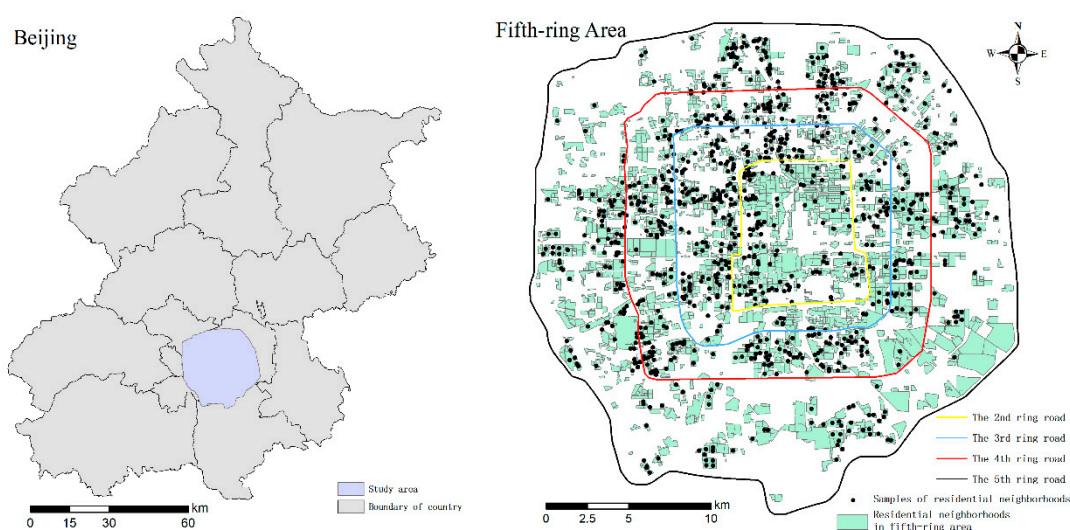 Beijing
Study area
Boundary of country
0 15 30 60
km
Fifth-ring Area
N
W E
S
The 2nd ring road
The 3rd ring road
The 4th ring road
The 5th ring road
Samples of residential neighborhoods
Residential neighborhoods
in fifth-ring area
0 2.5 5 10
km